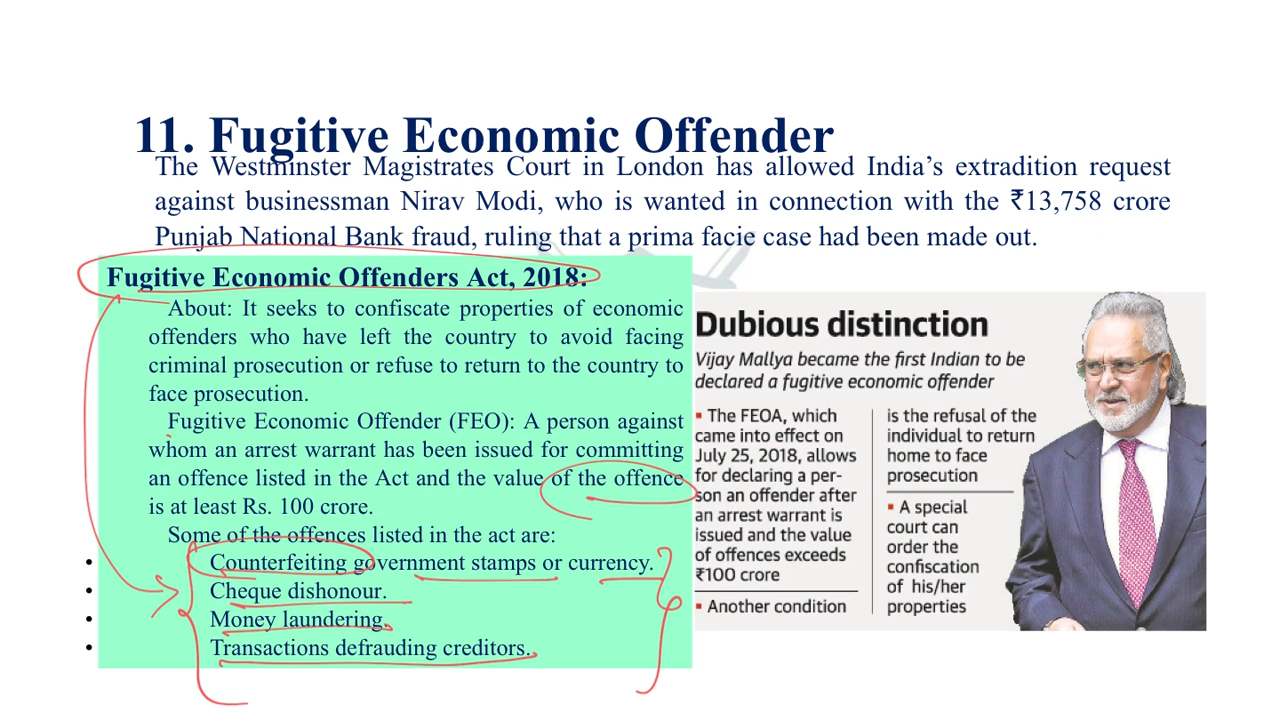 11. Fugitive Economic Offender
The Westminster Magistrates Court in London has allowed India's extradition request
against businessman Nirav Modi, who is wanted in connection with the ₹13,758 crore
Punjab National Bank fraud, ruling that a prima facie case had been made out.
Fugitive Economic Offenders Act, 2018:
About: It seeks to confiscate properties of economic
offenders who have left the country to avoid facing
criminal prosecution or refuse to return to the country to
face prosecution.
Fugitive Economic Offender (FEO): A person against
whom an arrest warrant has been issued for committing
an offence listed in the Act and the value of the offence
is at least Rs. 100 crore.
Some of the offences listed in the act are:
• Counterfeiting government stamps or currency.
• Cheque dishonour.
• Money laundering.
• Transactions defrauding creditors.
Dubious distinction
Vijay Mallya became the first Indian to be
declared a fugitive economic offender
▪ The FEOA, which
came into effect on
July 25, 2018, allows
for declaring a per-
son an offender after
an arrest warrant is
issued and the value
of offences exceeds
₹100 crore
▪ Another condition
is the refusal of the
individual to return
home to face
prosecution
▪ A special
court can
order the
confiscation
of his/her
properties